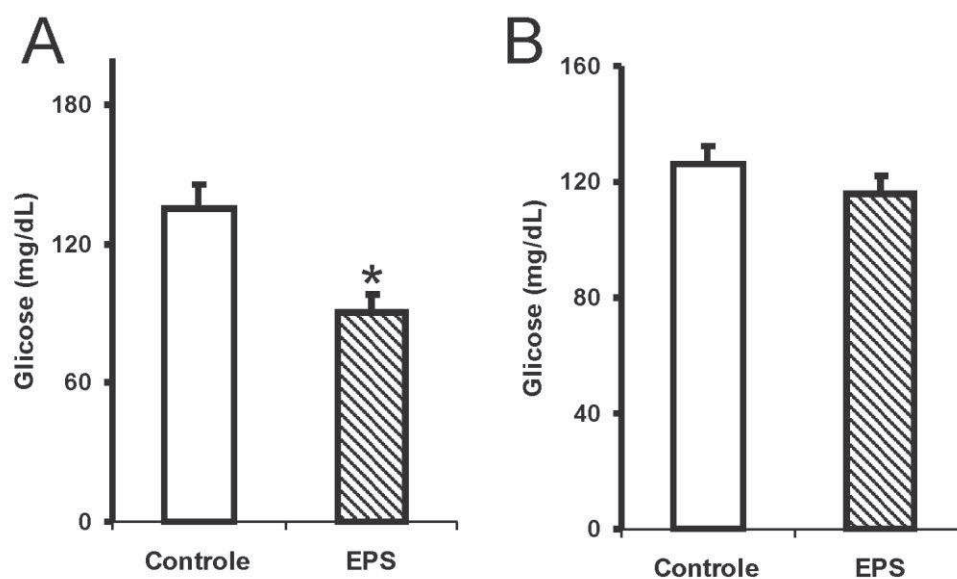 A
Glicose (mg/dL)
180
120
60
0
*
Controle
EPS
B
Glicose (mg/dL)
160
120
80
40
0
Controle
EPS